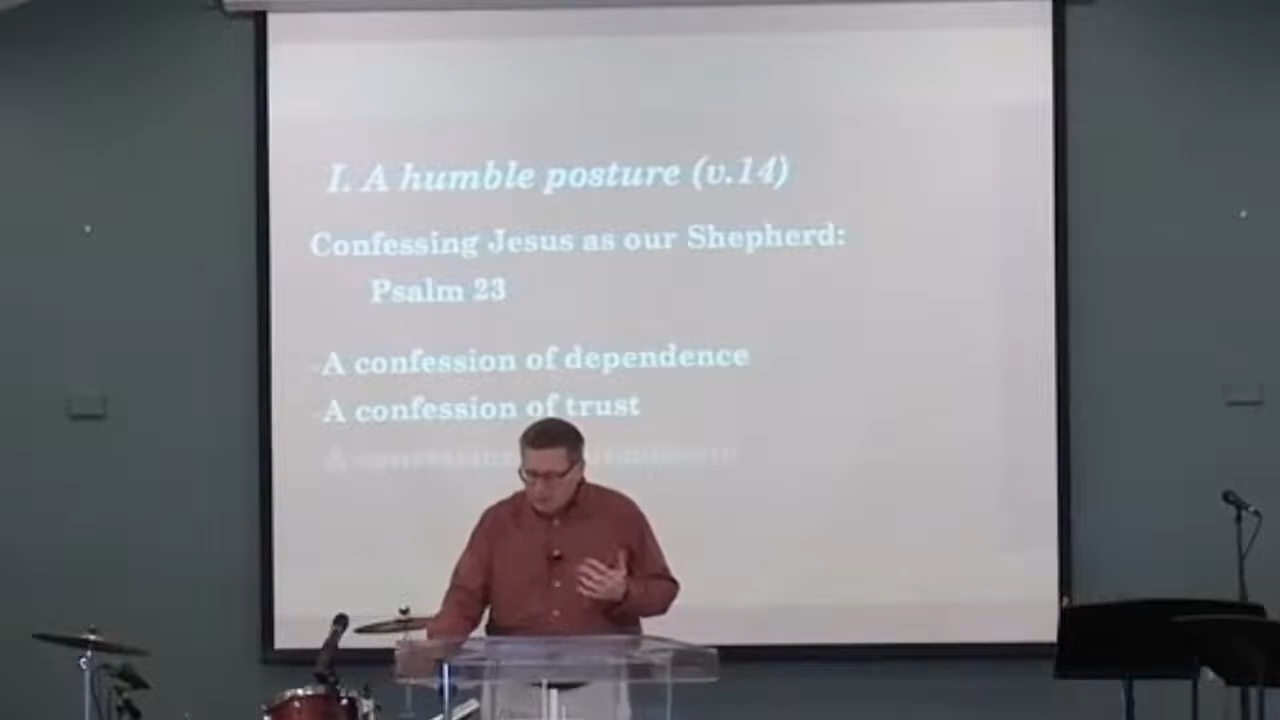 I. A humble posture (v.14)
Confessing Jesus as our Shepherd:
Psalm 23
-A confession of dependence
-A confession of trust